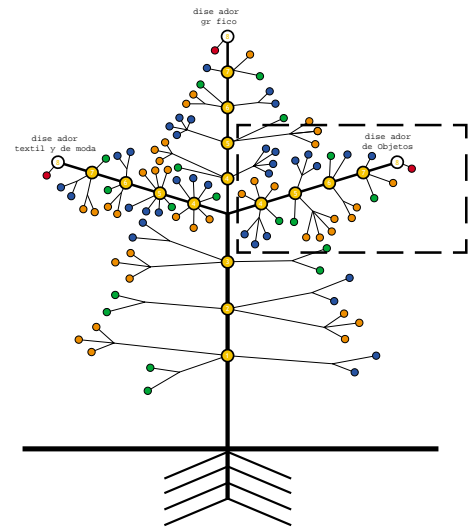 dise ador
gr fico
dise ador
textil y de moda
dise ador
de Objetos